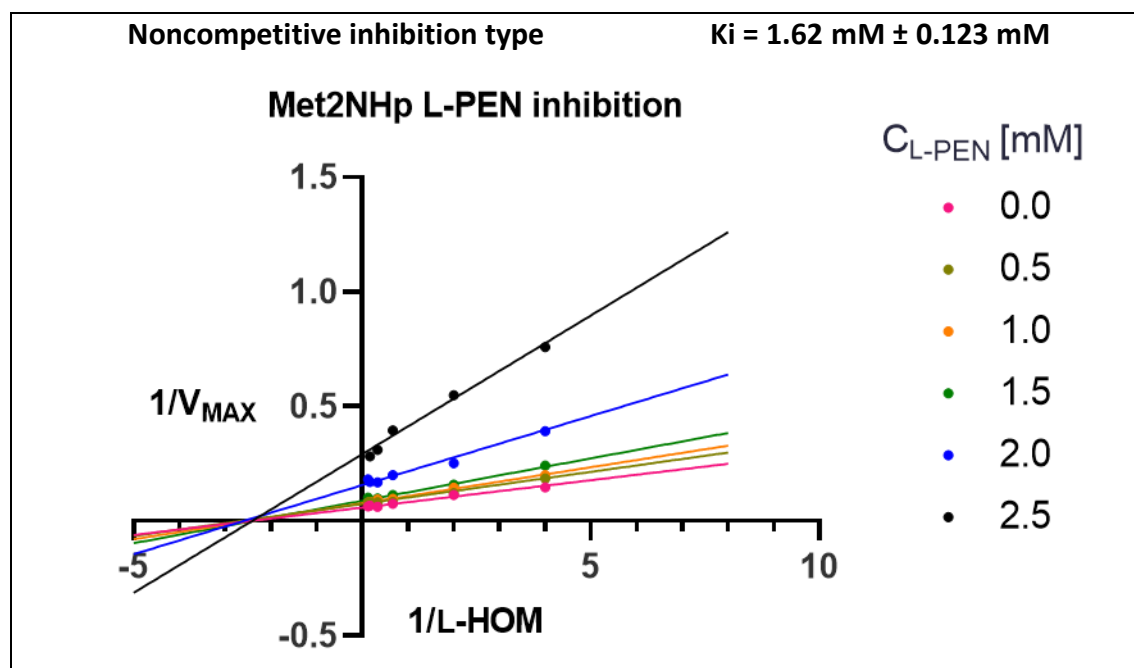 Noncompetitive inhibition type Ki = 1.62 mM ± 0.123 mM
Met2NHp L-PEN inhibition
C_L-PEN [mM]
0.0
0.5
1.0
1.5
2.0
2.5
1.5
1.0
1/V_MAX 0.5
-5 5 10
1/L-HOM
-0.5